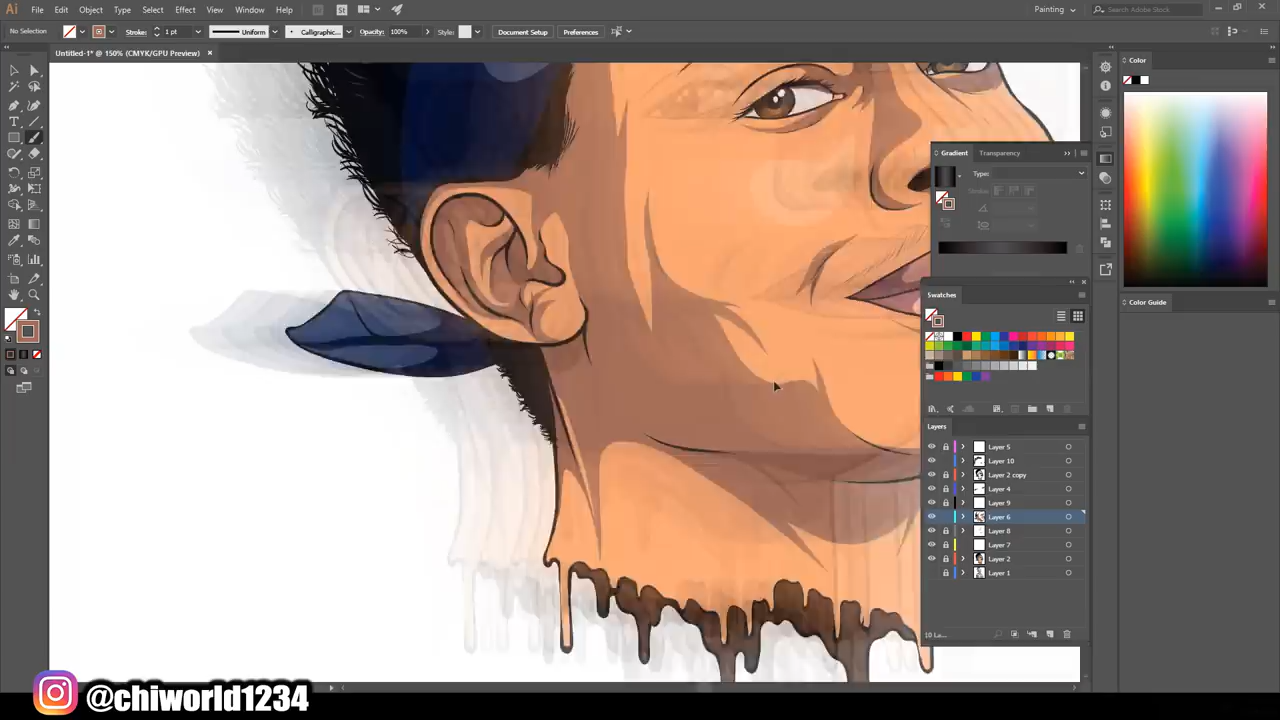 Ai File Edit Object Type Select Effect View Window Help St Painting Search Adobe Stock
No Selection Stroke: 1 pt Uniform Calligraphic... Opacity: 100% Style: Document Setup Preferences
Untitled-1* @ 150% (CMYK/GPU Preview) ×
Color
Gradient Transparency
Type:
Swatches
Color Guide
Layers
Layer 5
Layer 10
Layer 2 copy
Layer 4
Layer 9
Layer 6
Layer 8
Layer 7
Layer 2
Layer 1
10 La...
@chiworld1234